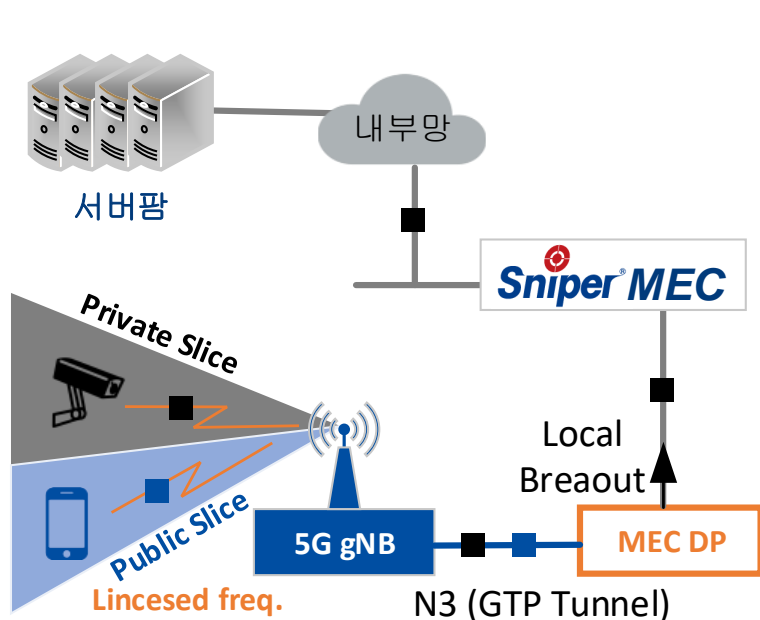 내부망
서버팜
Sniper® MEC
Private Slice
Local
Breaout
Public Slice
5G gNB
MEC DP
Lincesed freq.
N3 (GTP Tunnel)